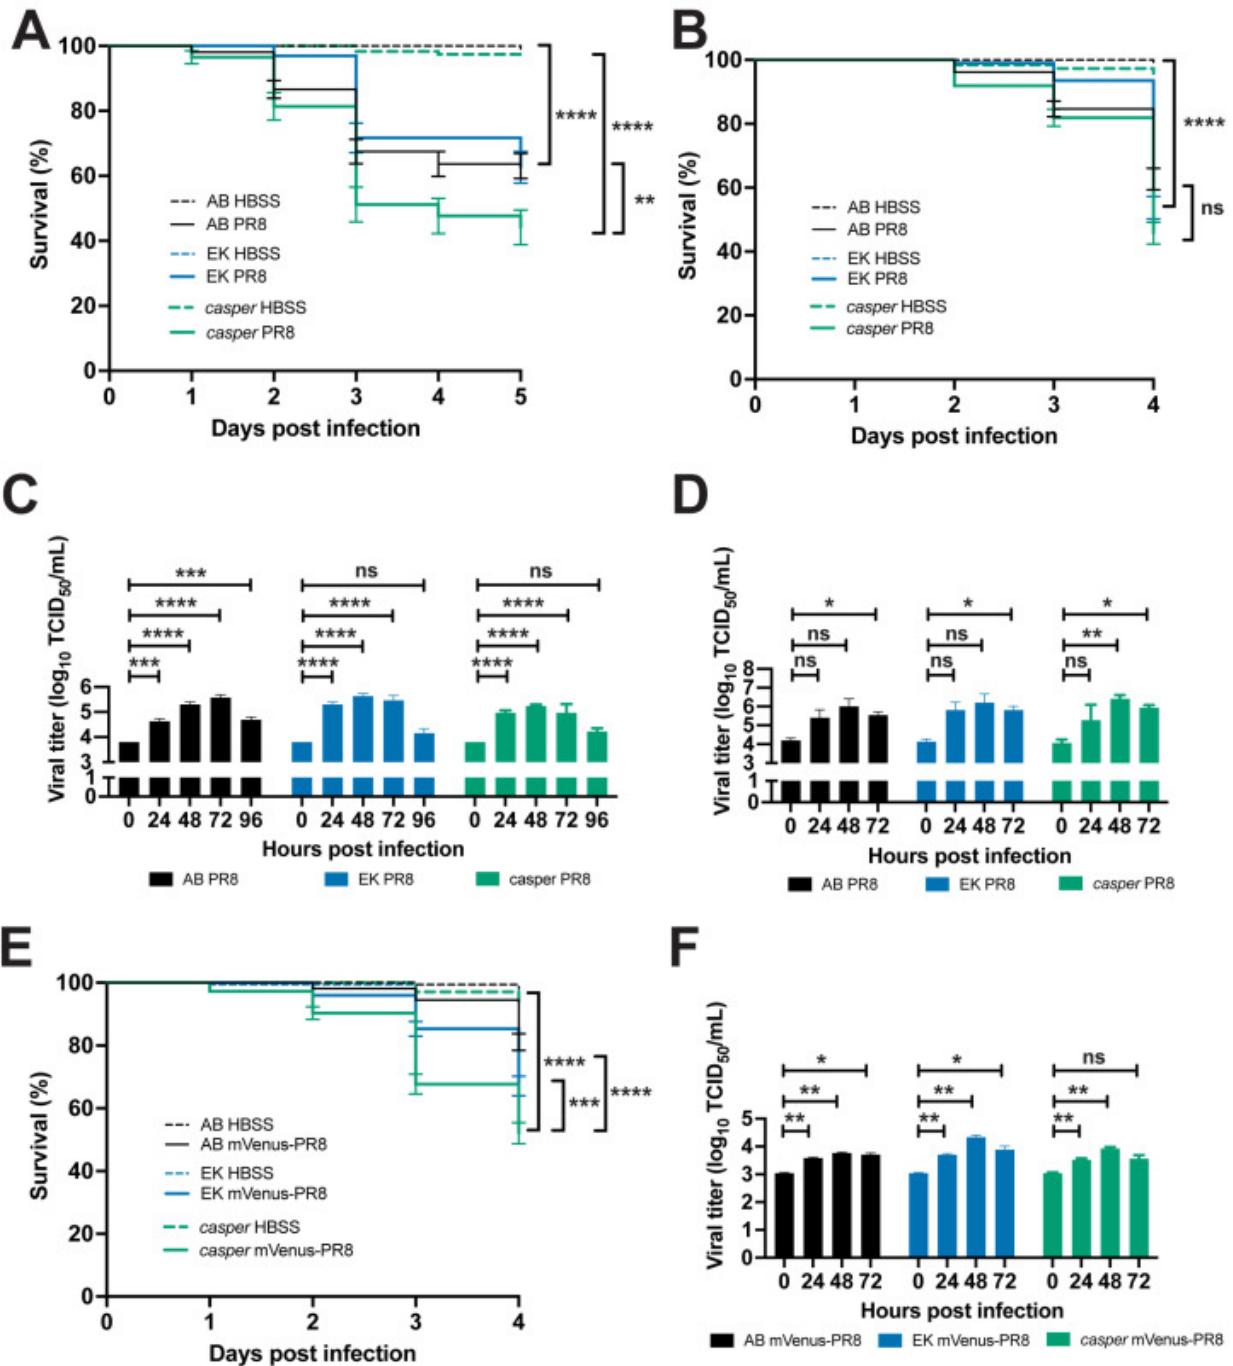 A
Survival (%)
100
80
60
40
20
0
AB HBSS
AB PR8
EK HBSS
EK PR8
casper HBSS
casper PR8
****
****
**
0 1 2 3 4 5
Days post infection
B
Survival (%)
100
80
60
40
20
0
AB HBSS
AB PR8
EK HBSS
EK PR8
casper HBSS
casper PR8
****
ns
0 1 2 3 4
Days post infection
C
Viral titer (log10 TCID50/mL)
*** ns ns
**** **** ****
**** **** ****
*** **** ****
6
5
4
3
1
0
0 24 48 72 96 0 24 48 72 96 0 24 48 72 96
Hours post infection
AB PR8 EK PR8 casper PR8
D
Viral titer (log10 TCID50/mL)
* * *
ns ns **
ns ns ns
8
7
6
5
4
3
1
0
0 24 48 72 0 24 48 72 0 24 48 72
Hours post infection
AB PR8 EK PR8 casper PR8
E
Survival (%)
100
80
60
40
20
0
AB HBSS
AB mVenus-PR8
EK HBSS
EK mVenus-PR8
casper HBSS
casper mVenus-PR8
****
***
****
0 1 2 3 4
Days post infection
F
Viral titer (log10 TCID50/mL)
* * ns
** ** **
** ** **
5
4
3
2
1
0
0 24 48 72 0 24 48 72 0 24 48 72
Hours post infection
AB mVenus-PR8 EK mVenus-PR8 casper mVenus-PR8